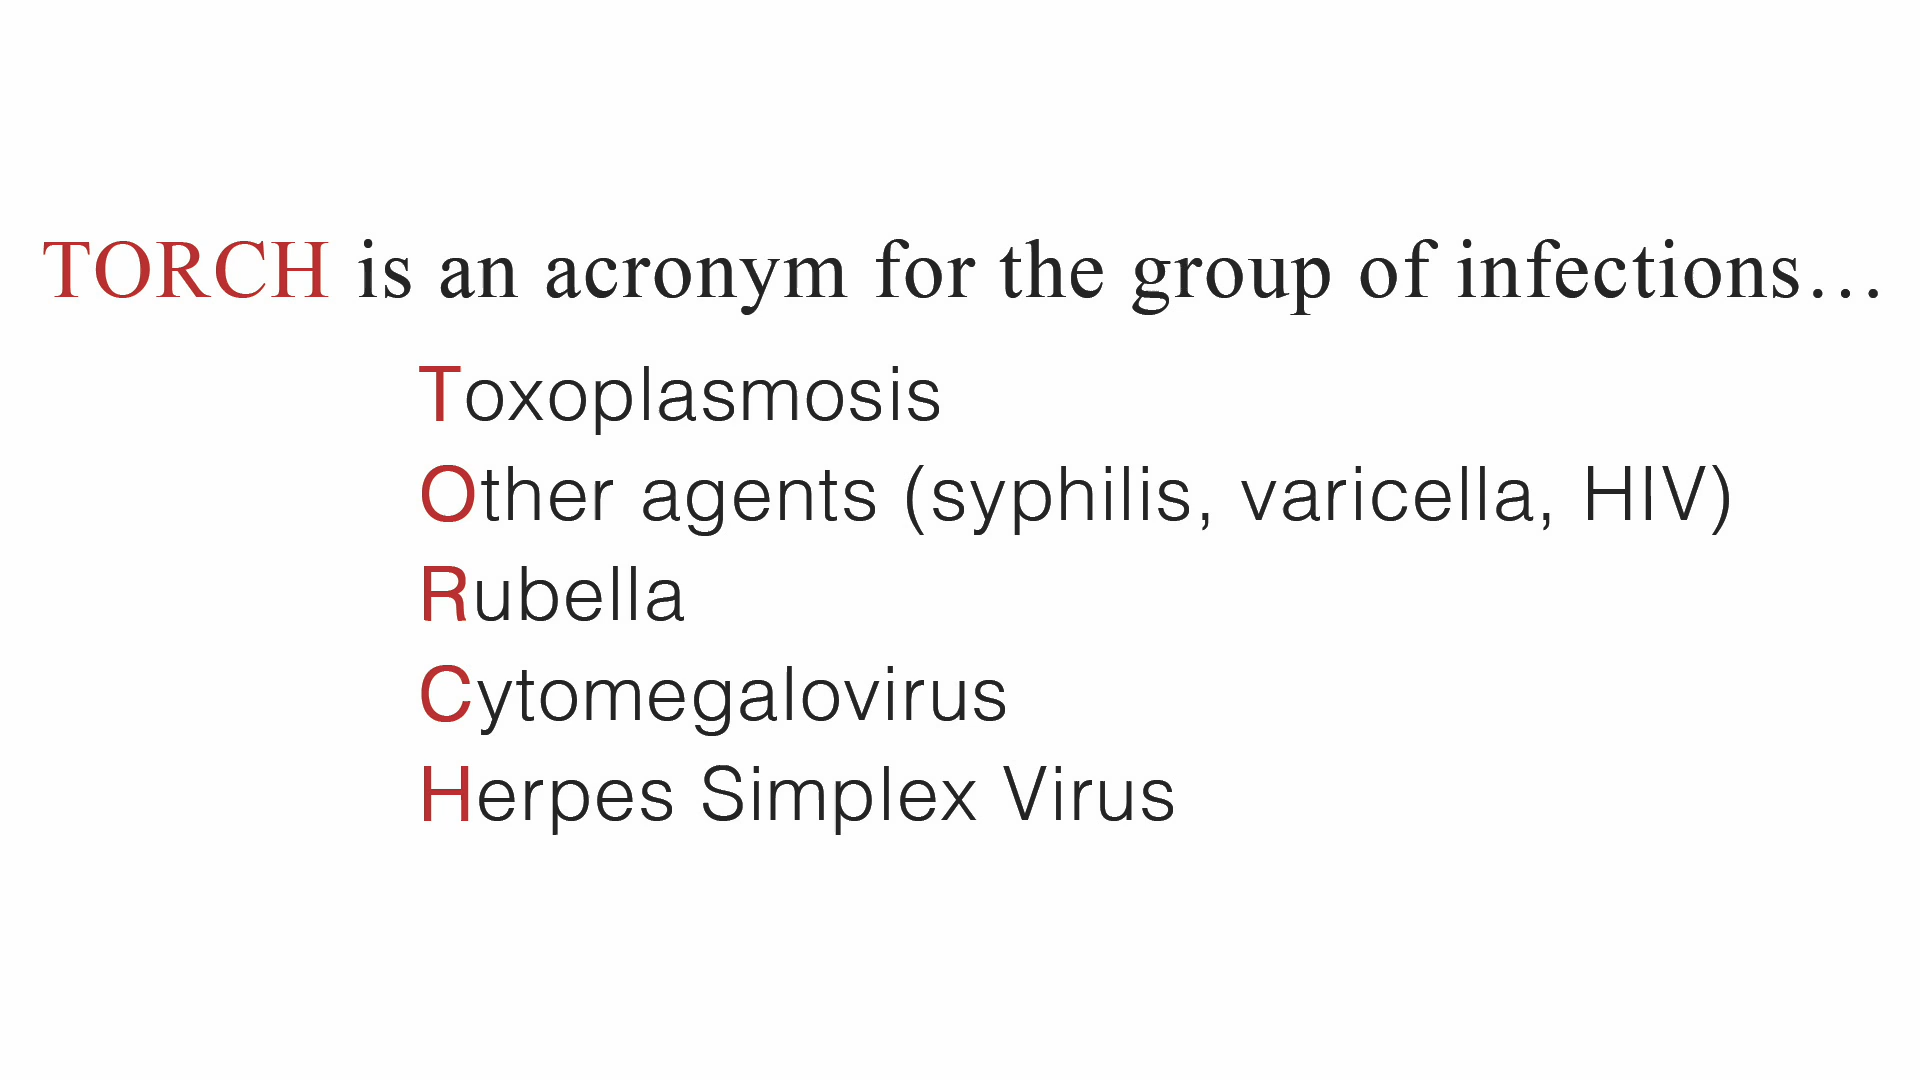 TORCH is an acronym for the group of infections…
Toxoplasmosis
Other agents (syphilis, varicella, HIV)
Rubella
Cytomegalovirus
Herpes Simplex Virus